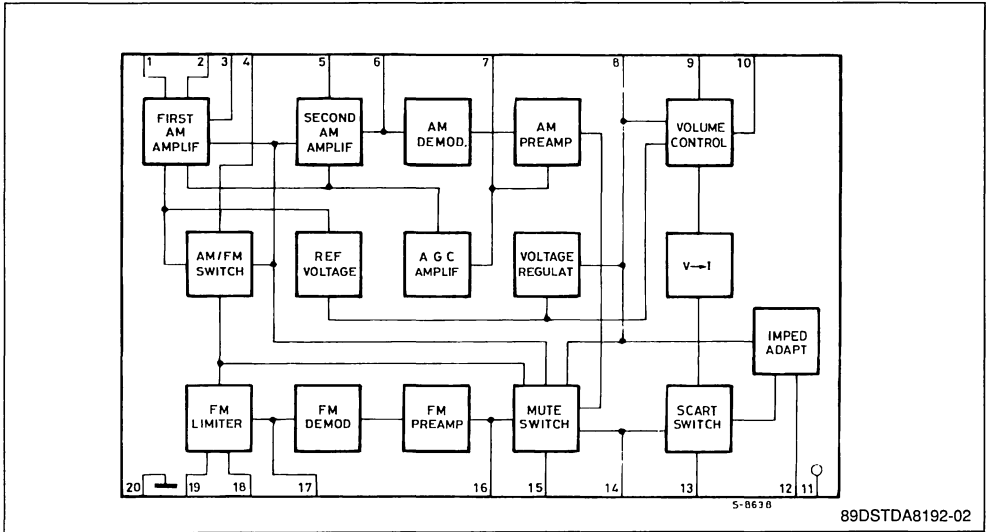 1 2 3 4 5 6 7 8 9 10
FIRST
AM
AMPLIF
SECOND
AM
AMPLIF
AM
DEMOD.
AM
PREAMP
VOLUME
CONTROL
AM/FM
SWITCH
REF
VOLTAGE
AGC
AMPLIF
VOLTAGE
REGULAT
V→I
IMPED
ADAPT
FM
LIMITER
FM
DEMOD
FM
PREAMP
MUTE
SWITCH
SCART
SWITCH
20 19 18 17 16 15 14 13 12 11
S-8638
89DSTDA8192-02